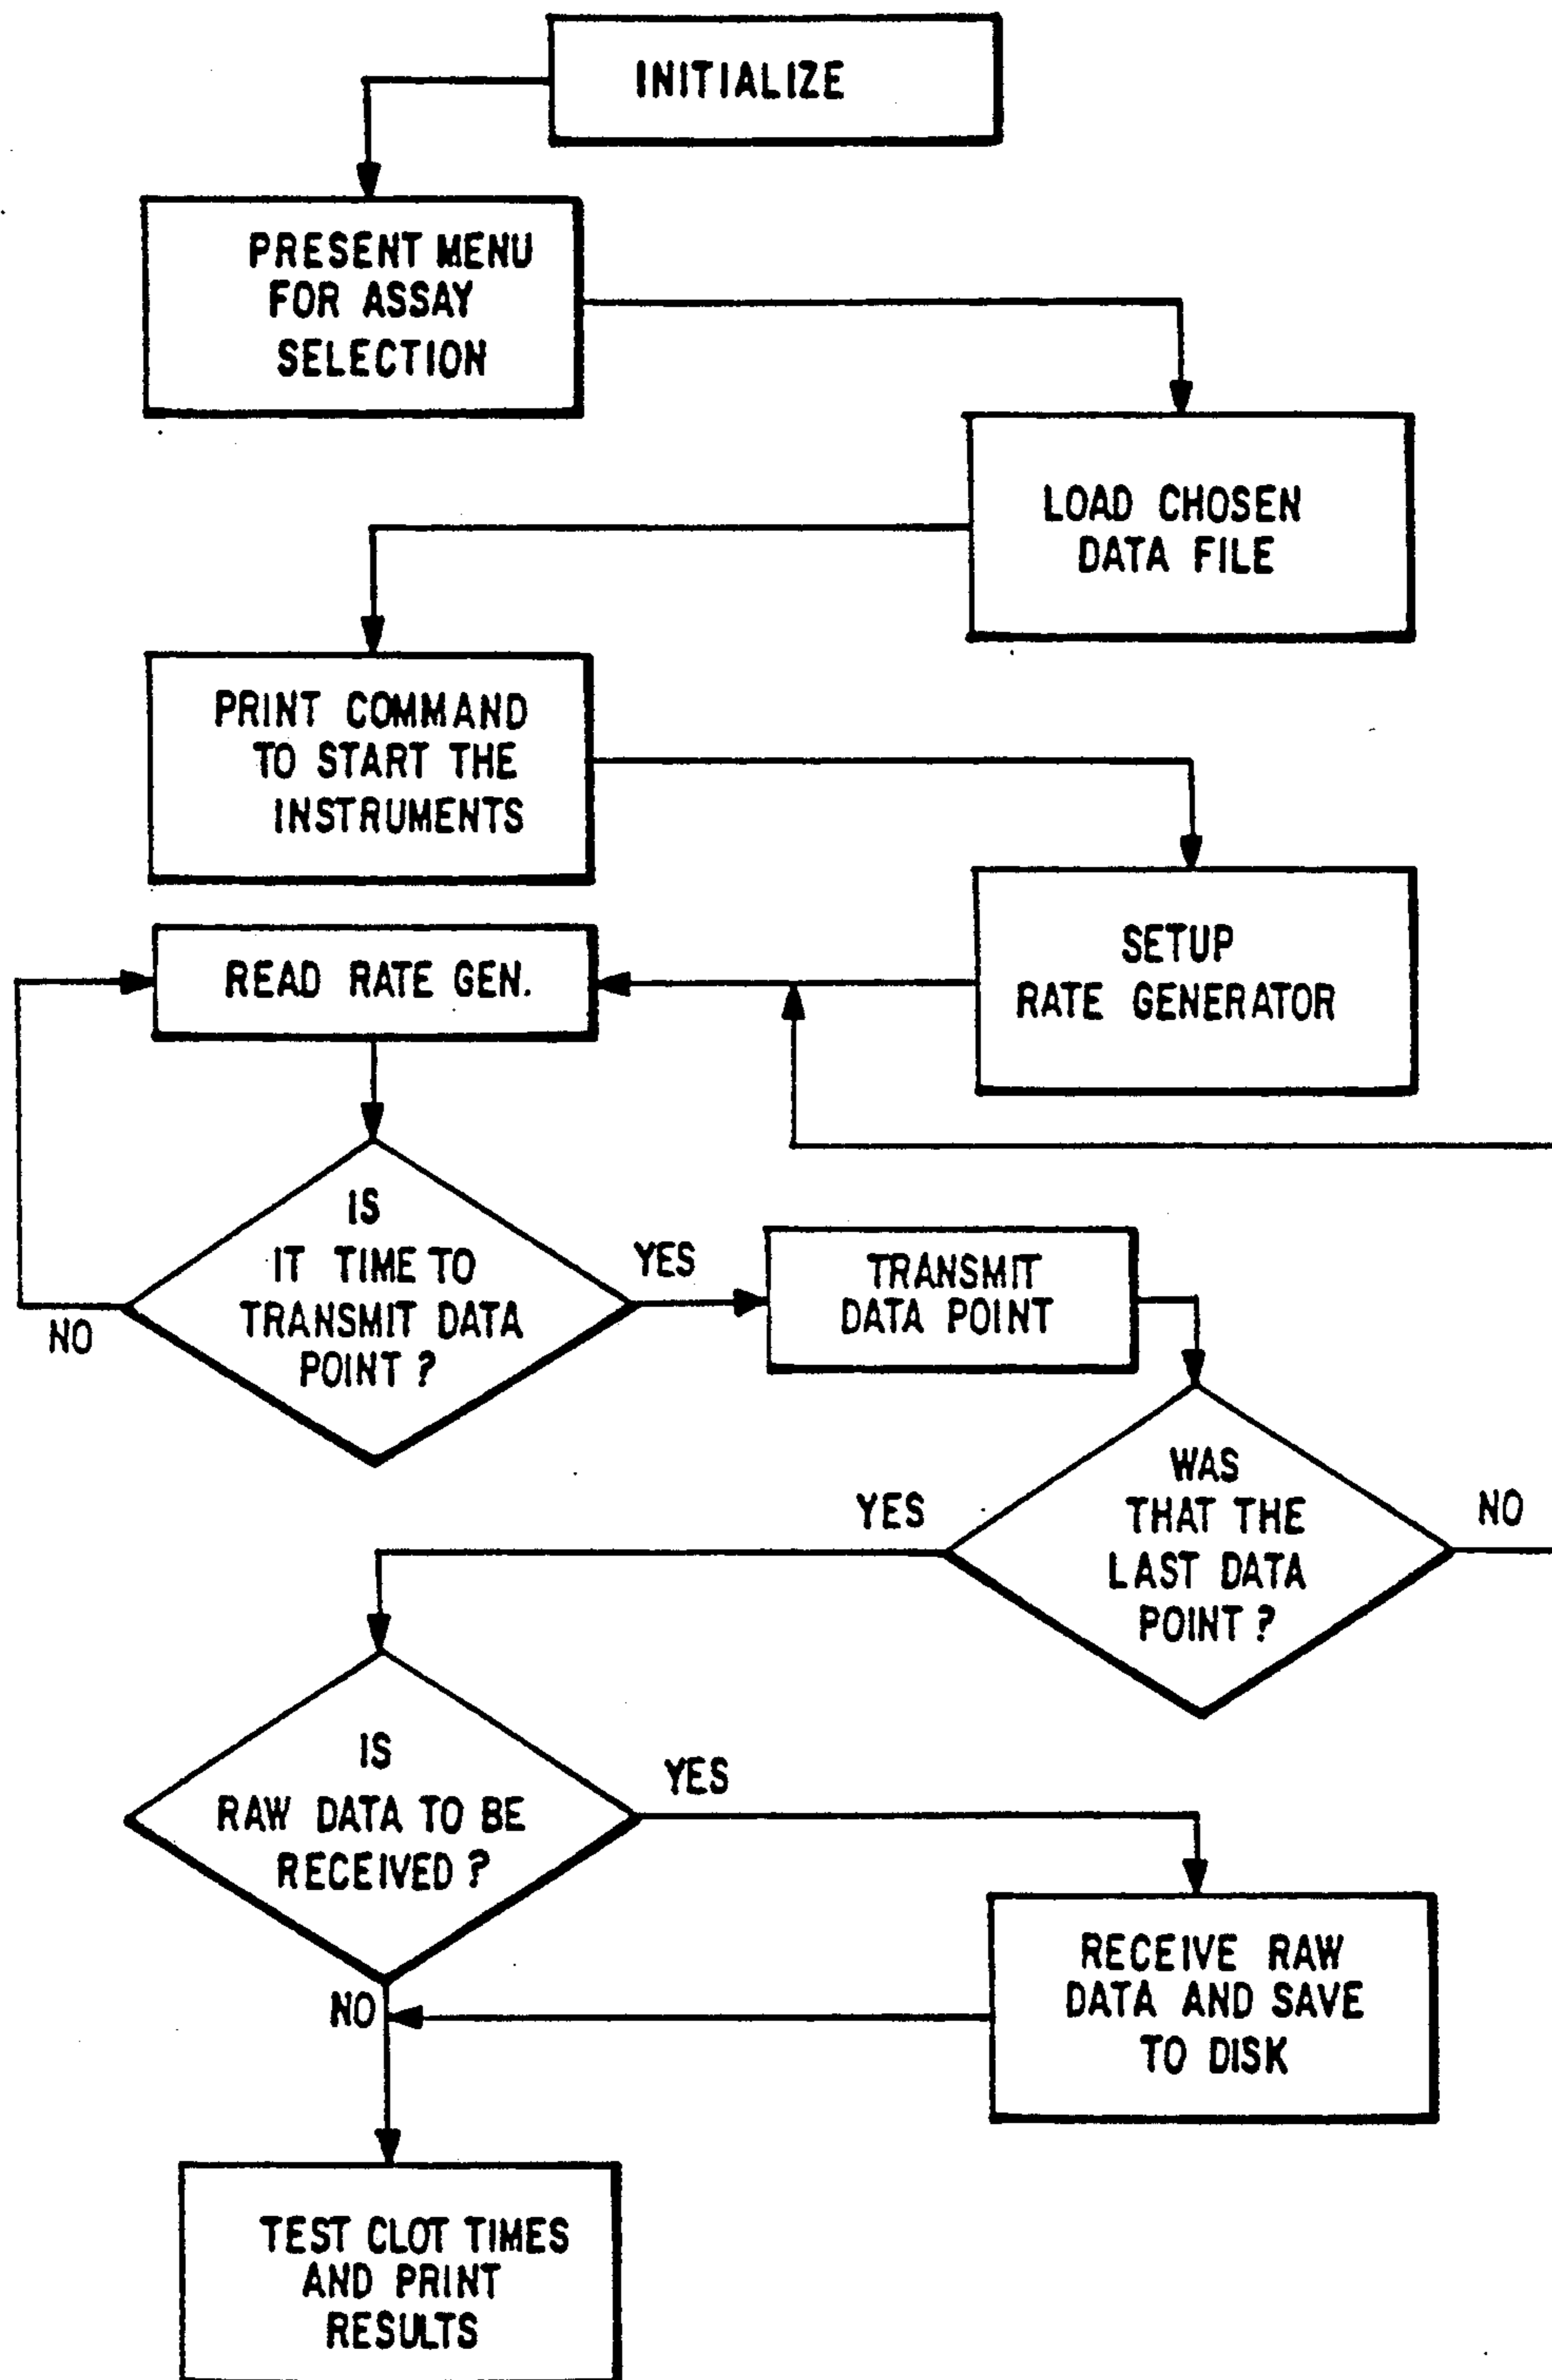 INITIALIZE
PRESENT MENU
FOR ASSAY
SELECTION
LOAD CHOSEN
DATA FILE
PRINT COMMAND
TO START THE
INSTRUMENTS
SETUP
RATE GENERATOR
READ RATE GEN.
IS
IT TIME TO
TRANSMIT DATA
POINT?
NO
YES
TRANSMIT
DATA POINT
WAS
THAT THE
LAST DATA
POINT?
YES
NO
IS
RAW DATA TO BE
RECEIVED?
YES
NO
RECEIVE RAW
DATA AND SAVE
TO DISK
TEST CLOT TIMES
AND PRINT
RESULTS